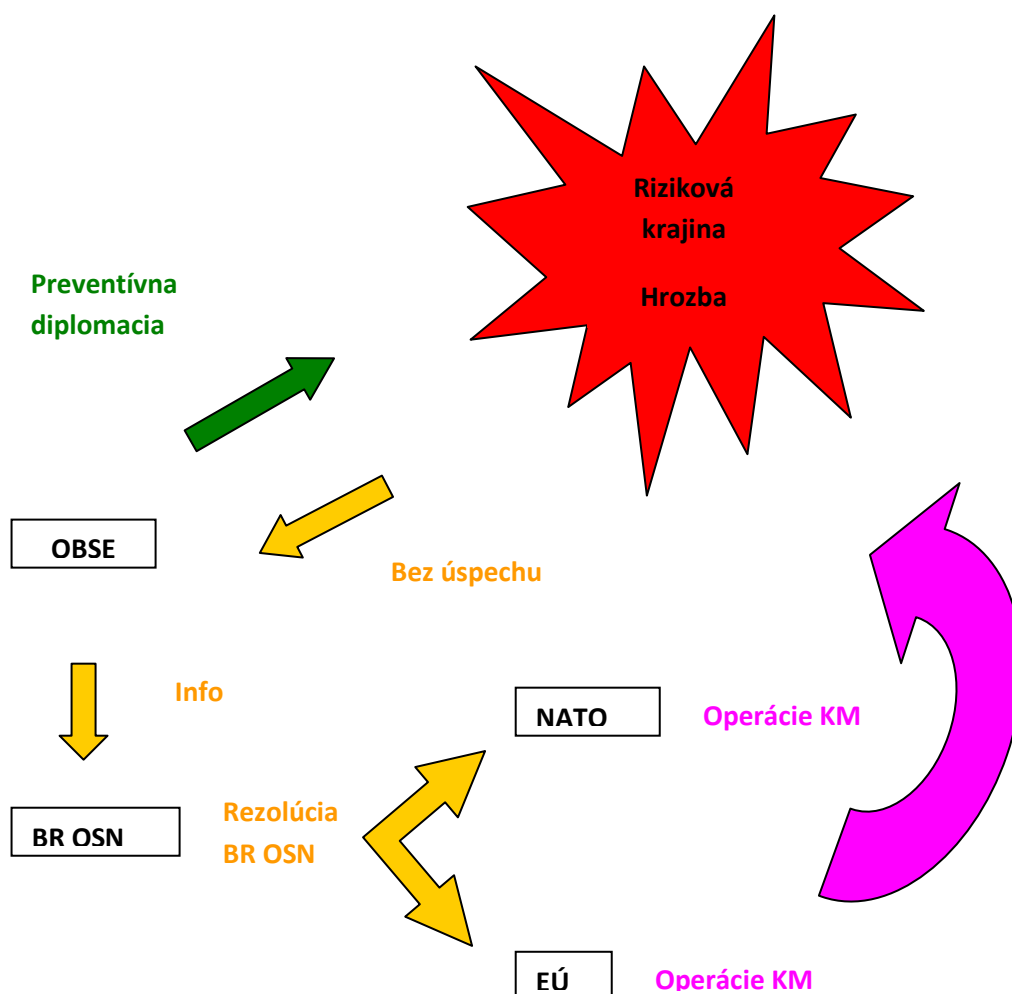 Riziková
krajina
Hrozba
Preventívna
diplomacia
OBSE
Bez úspechu
Info
NATO
Operácie KM
BR OSN
Rezolúcia
BR OSN
EÚ
Operácie KM